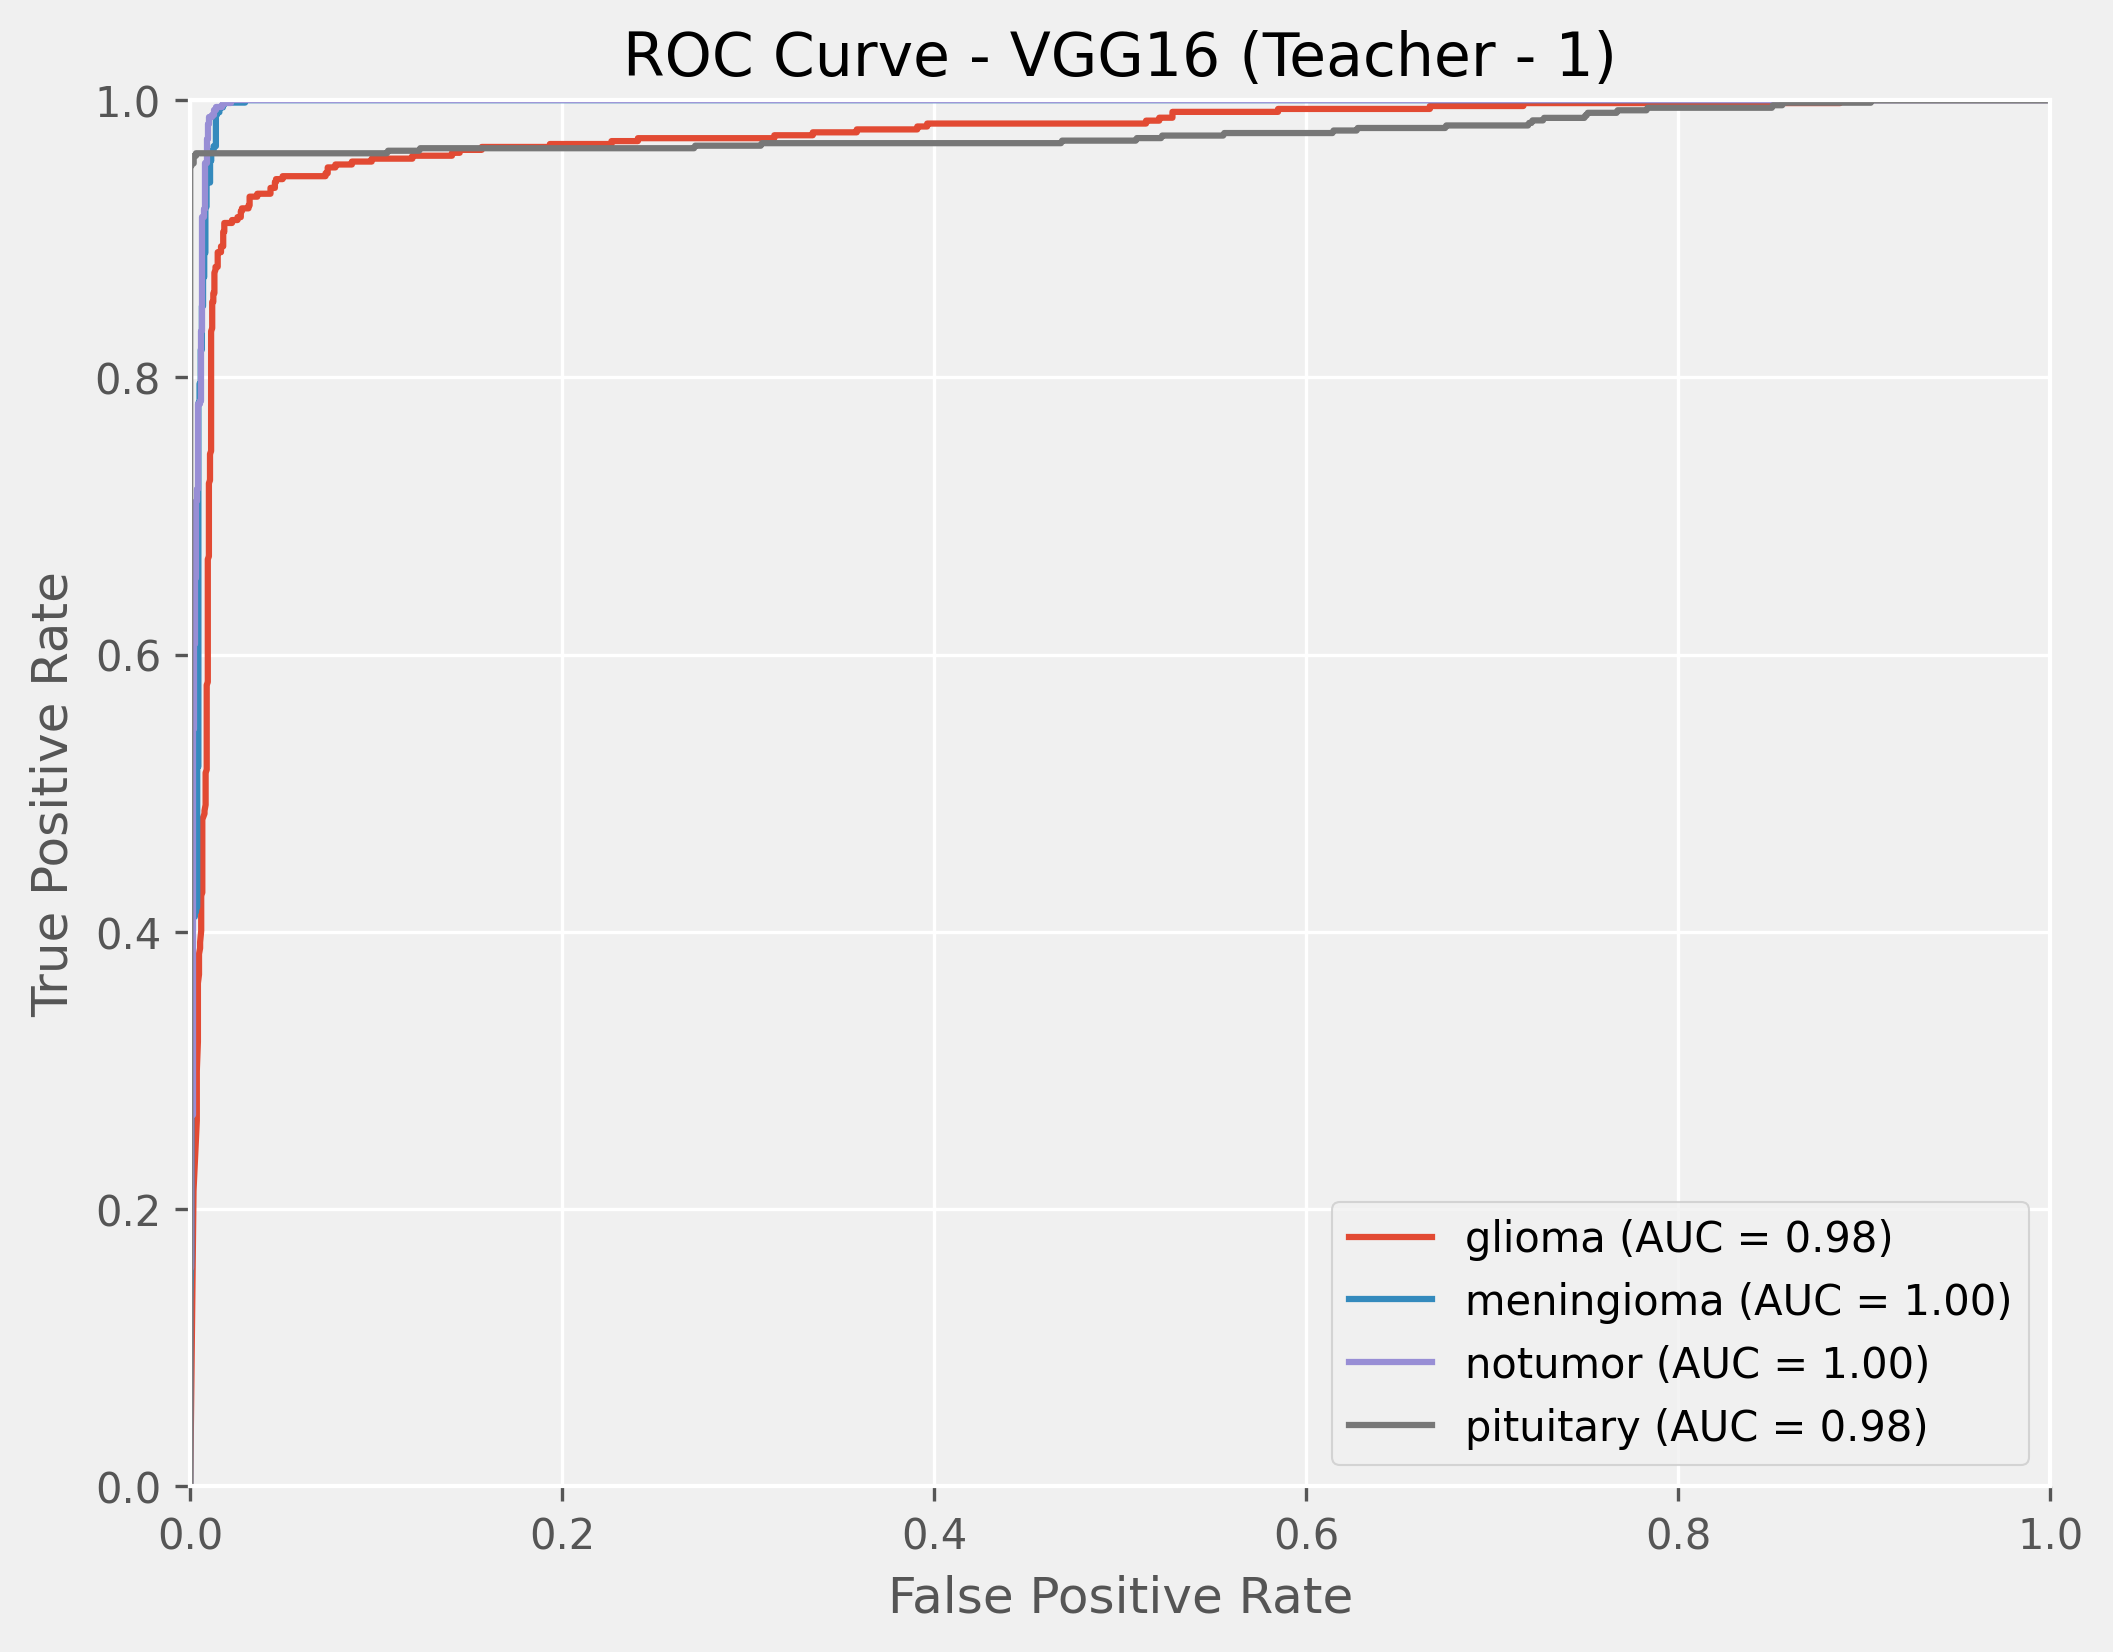 ROC Curve - VGG16 (Teacher - 1)
True Positive Rate
1.0
0.8
0.6
0.4
0.2
0.0
0.0
0.2
0.4
0.6
0.8
1.0
False Positive Rate
glioma (AUC = 0.98)
meningioma (AUC = 1.00)
notumor (AUC = 1.00)
pituitary (AUC = 0.98)